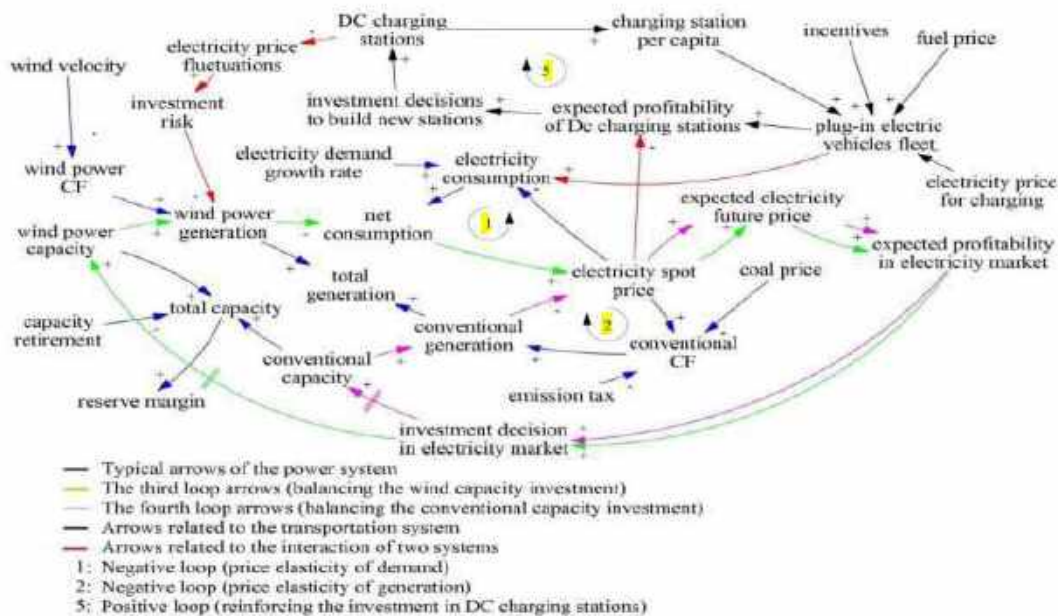 DC charging
stations
charging station
per capita
incentives
fuel price
electricity price
fluctuations
wind velocity
investment
risk
5
investment decisions
to build new stations
expected profitability
of Dc charging stations
plug-in electric
vehicles fleet
electricity demand
growth rate
electricity
consumption
wind power
CF
electricity price
for charging
wind power
generation
net
consumption
1
expected electricity
future price
wind power
capacity
expected profitability
in electricity market
total
generation
electricity spot
price
coal price
total capacity
capacity
retirement
conventional
generation
2
conventional
CF
conventional
capacity
reserve margin
emission tax
investment decision
in electricity market
Typical arrows of the power system
The third loop arrows (balancing the wind capacity investment)
The fourth loop arrows (balancing the conventional capacity investment)
Arrows related to the transportation system
Arrows related to the interaction of two systems
1: Negative loop (price elasticity of demand)
2: Negative loop (price elasticity of generation)
5: Positive loop (reinforcing the investment in DC charging stations)